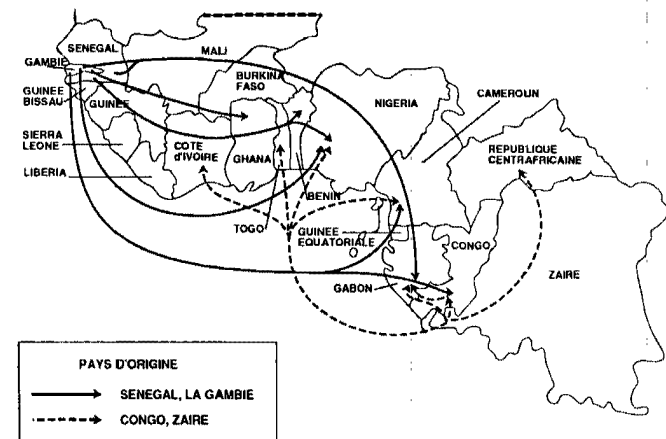 SENEGAL
MALI
GAMBIE
BURKINA
FASO
GUINEE
BISSAU
GUINEE
NIGERIA
CAMEROUN
SIERRA
LEONE
COTE
d'IVOIRE
GHANA
REPUBLIQUE
CENTRAFRICAINE
LIBERIA
BENIN
TOGO
GUINEE
EQUATORIALE
CONGO
ZAIRE
GABON
PAYS D'ORIGINE
SENEGAL, LA GAMBIE
CONGO, ZAIRE